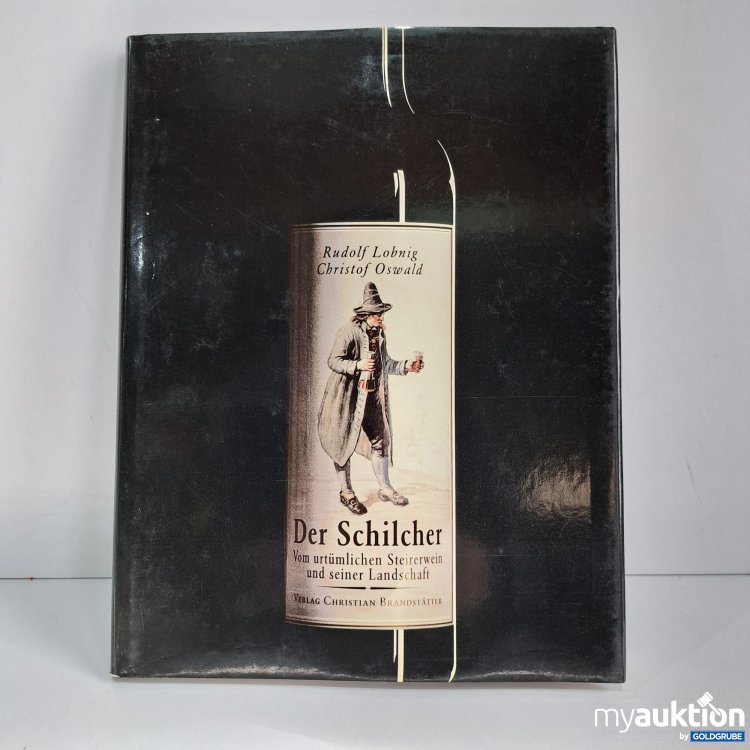 Rudolf Lobnig
Christof Oswald
Der Schilcher
Vom urtümlichen Steirerwein
und seiner Landschaft
VERLAG CHRISTIAN BRANDSTÄTTER
myauktion
by GOLDGRUBE